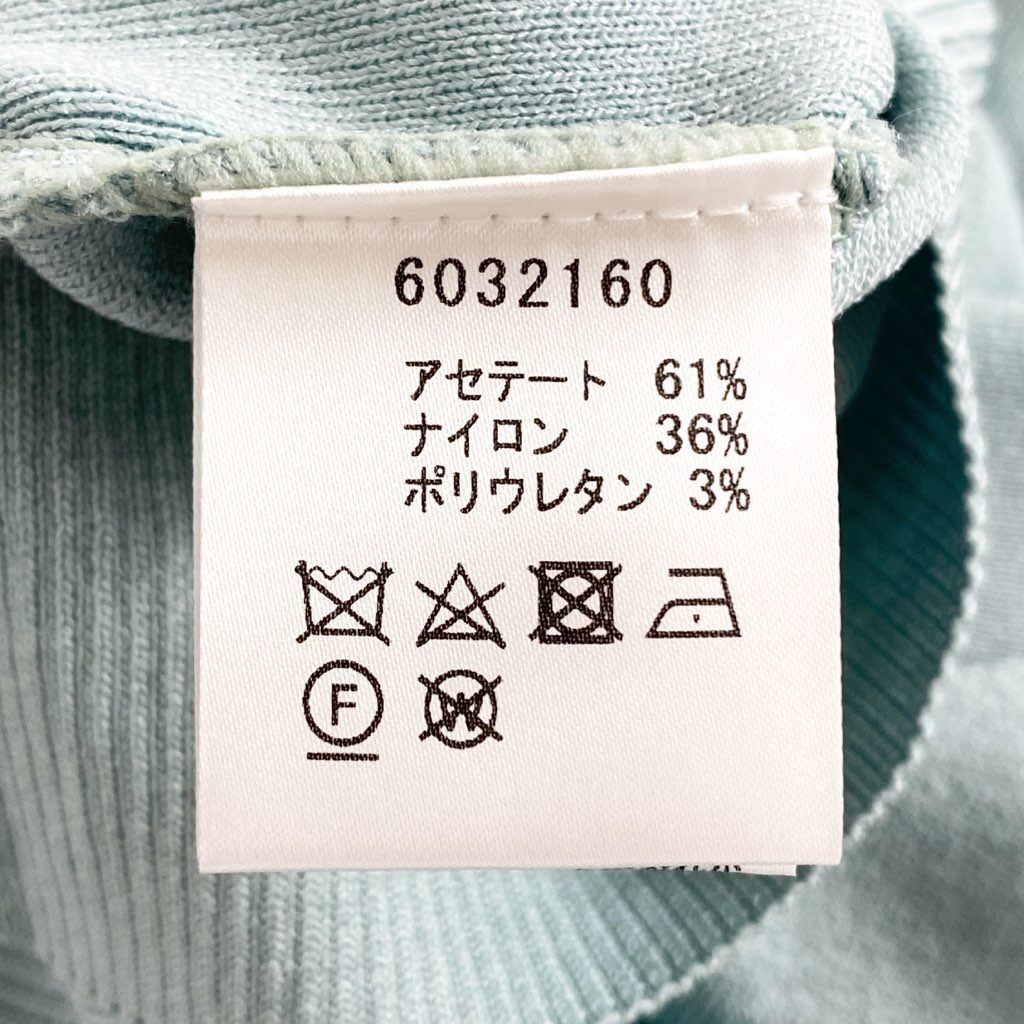 6032160
アセテート 61%
ナイロン 36%
ポリウレタン 3%
F
W